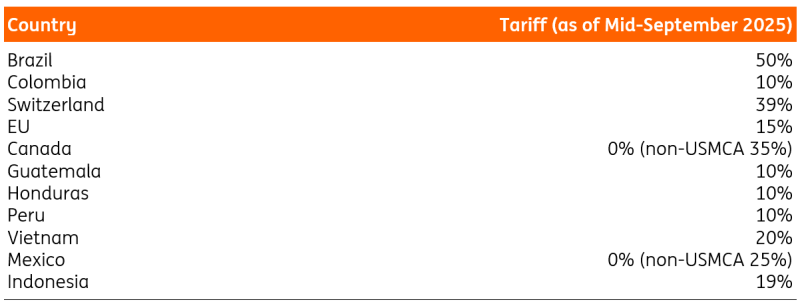 Country Tariff (as of Mid-September 2025)
Brazil 50%
Colombia 10%
Switzerland 39%
EU 15%
Canada 0% (non-USMCA 35%)
Guatemala 10%
Honduras 10%
Peru 10%
Vietnam 20%
Mexico 0% (non-USMCA 25%)
Indonesia 19%